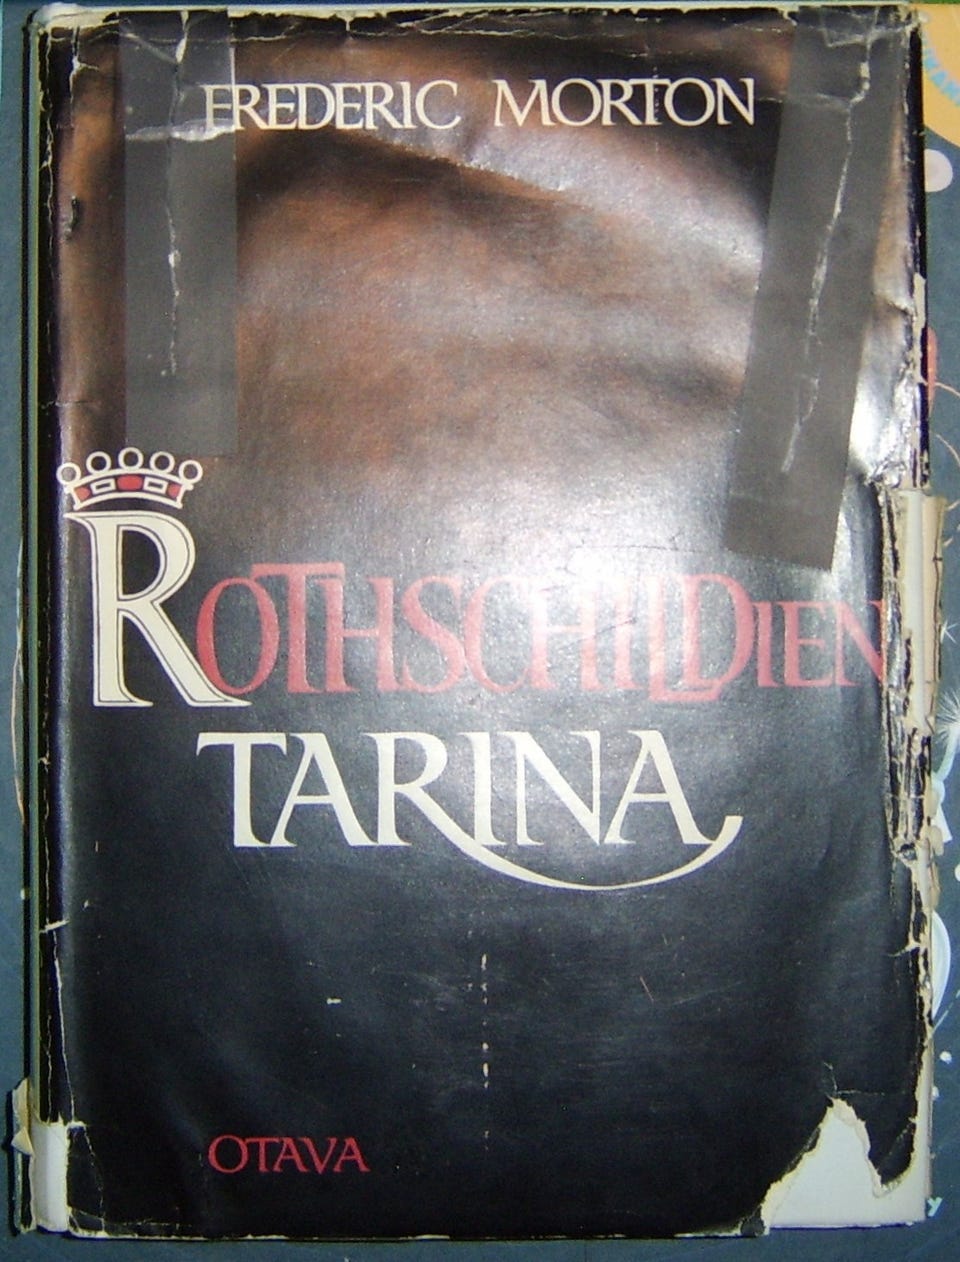 FREDERIC MORTON
ROTHSCHILDIEN
TARINA
OTAVA